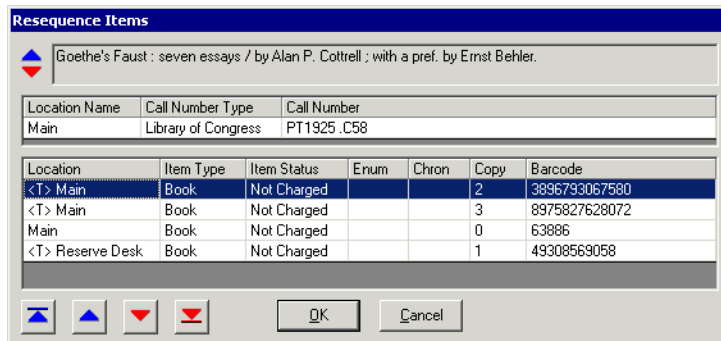 Resequence Items
Goethe's Faust : seven essays / by Alan P. Cottrell ; with a pref. by Ernst Behler.
Location Name Call Number Type Call Number
Main Library of Congress PT1925 .C58
Location Item Type Item Status Enum Chron Copy Barcode
<T> Main Book Not Charged 2 3896793067580
<T> Main Book Not Charged 3 8975827628072
Main Book Not Charged 0 63886
<T> Reserve Desk Book Not Charged 1 49308569058
OK Cancel